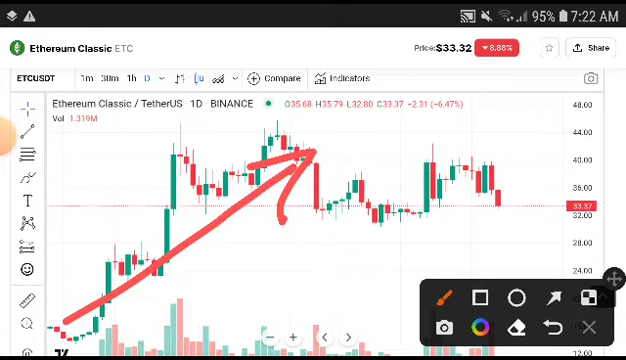 95% 7:22 AM
Ethereum Classic ETC Price:$33.32 ▼8.88% Share
ETCUSDT 1m 30m 1h D Compare Indicators
Ethereum Classic / TetherUS · 1D · BINANCE O35.68 H35.79 L32.80 C33.37 −2.31 (−6.47%)
Vol 1.319M
48.00
44.00
40.00
36.00
33.37
32.00
28.00
24.00
12.00